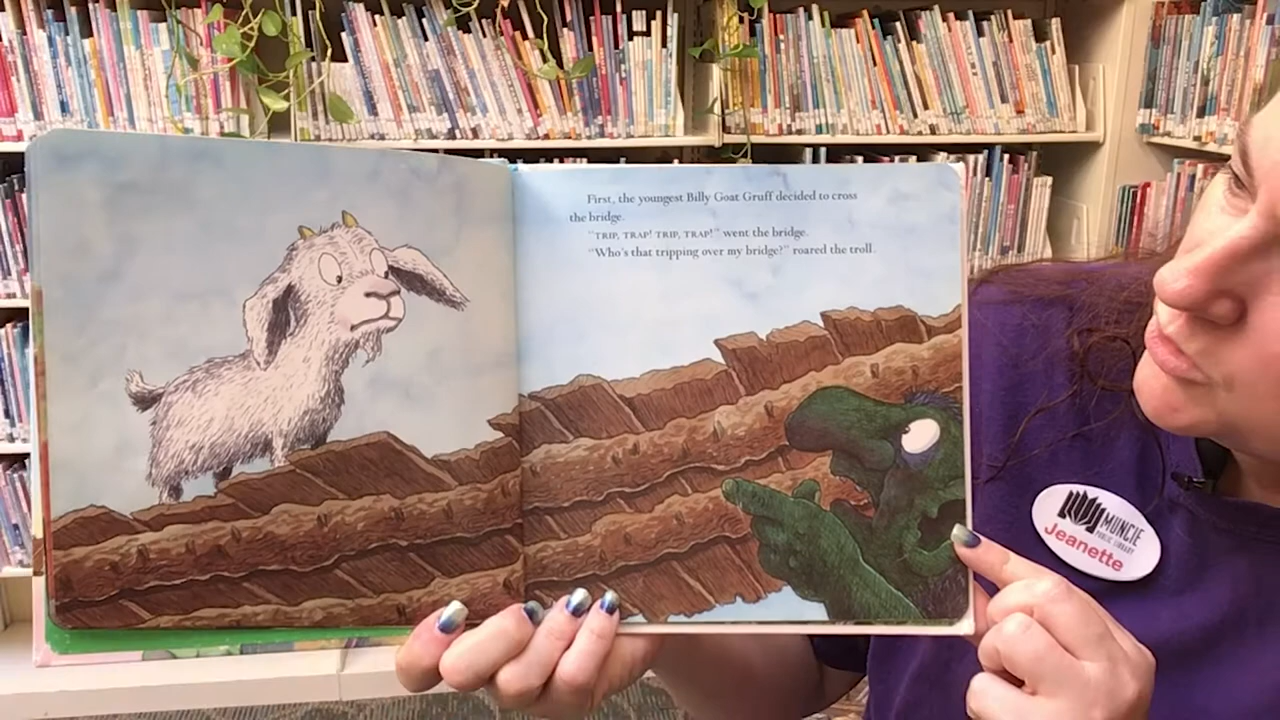 First, the youngest Billy Goat Gruff decided to cross
the bridge.
"TRIP, TRAP! TRIP, TRAP!" went the bridge.
"Who's that tripping over my bridge?" roared the troll.
MUNCIE
PUBLIC LIBRARY
Jeanette